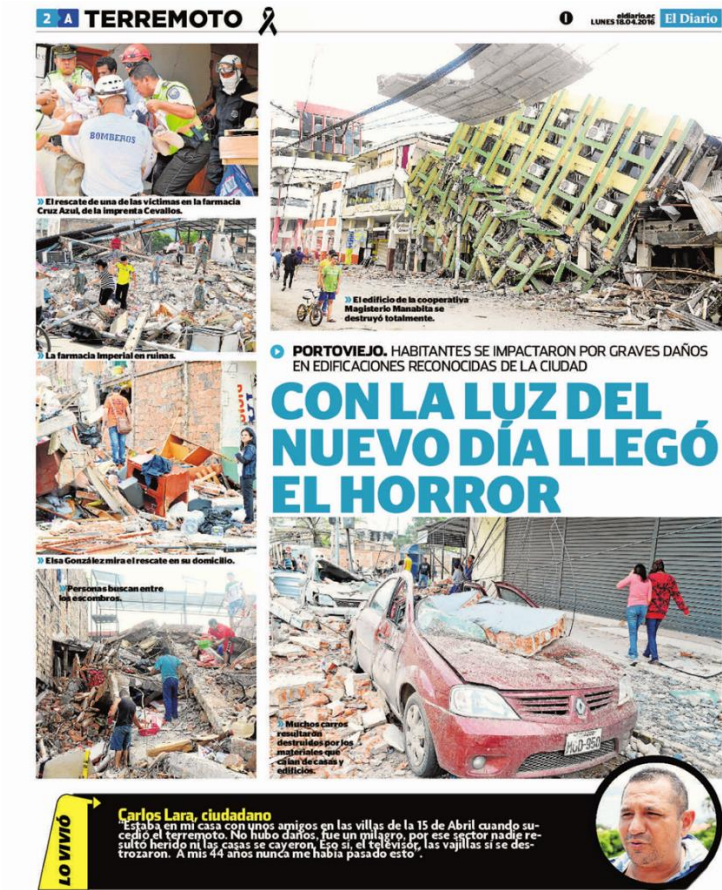 2 A TERREMOTO
eldiario.ec
LUNES 18.04.2016
El Diario
BOMBEROS
» El rescate de una de las víctimas en la farmacia
Cruz Azul, de la imprenta Cevallos.
» La farmacia Imperial en ruinas.
» Elsa González mira el rescate en su domicilio.
» Personas buscan entre
los escombros.
» El edificio de la cooperativa
Magisterio Manabita se
destruyó totalmente.
PORTOVIEJO. HABITANTES SE IMPACTARON POR GRAVES DAÑOS
EN EDIFICACIONES RECONOCIDAS DE LA CIUDAD
CON LA LUZ DEL
NUEVO DÍA LLEGÓ
EL HORROR
» Muchos carros
resultaron
destruidos por los
materiales que
caían de casas y
edificios.
LO VIVIÓ
Carlos Lara, ciudadano
"Estaba en mi casa con unos amigos en las villas de la 15 de Abril cuando su-
cedió el terremoto. No hubo daños, fue un milagro, por ese sector nadie re-
sultó herido ni las casas se cayeron. Eso sí, el televisor, las vajillas sí se des-
trozaron. A mis 44 años nunca me había pasado esto".